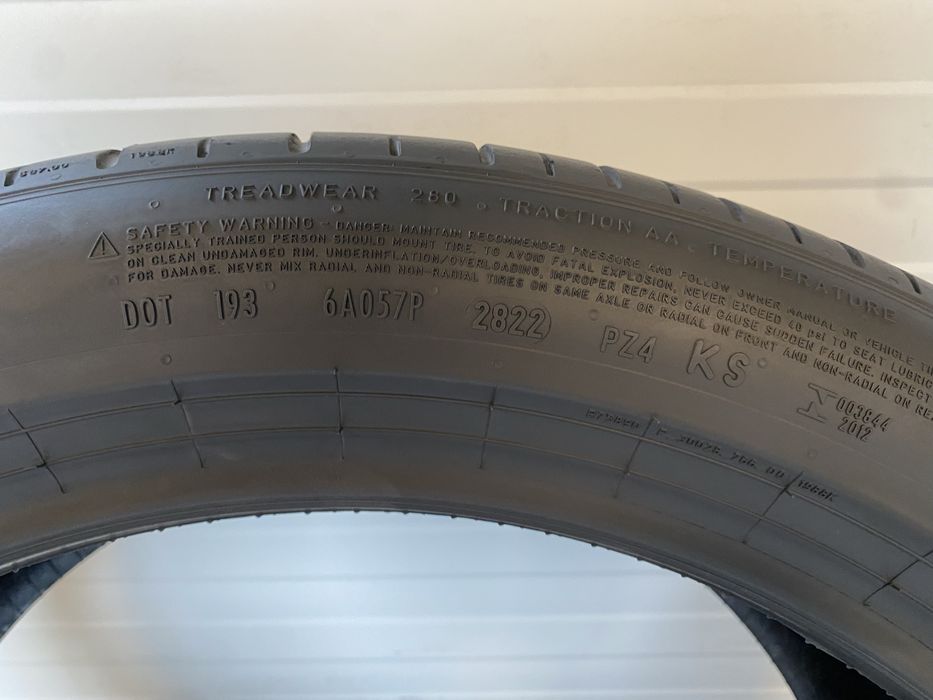 TREADWEAR 280 TRACTION AA TEMPERATURE
SAFETY WARNING - DANGER: MAINTAIN RECOMMENDED PRESSURE AND FOLLOW OWNER MANUAL OR VEHICLE
SPECIALLY TRAINED PERSON SHOULD MOUNT TIRE. TO AVOID FATAL EXPLOSION, NEVER EXCEED 40 psi TO SEAT
ON CLEAN UNDAMAGED RIM. UNDERINFLATION/OVERLOADING, IMPROPER REPAIRS CAN CAUSE SUDDEN FAILURE. INSPECT
FOR DAMAGE. NEVER MIX RADIAL AND NON-RADIAL TIRES ON SAME AXLE OR RADIAL ON FRONT AND NON-RADIAL ON
DOT 193 6A057P 2822 PZ4 KS
003844
2012
1988K